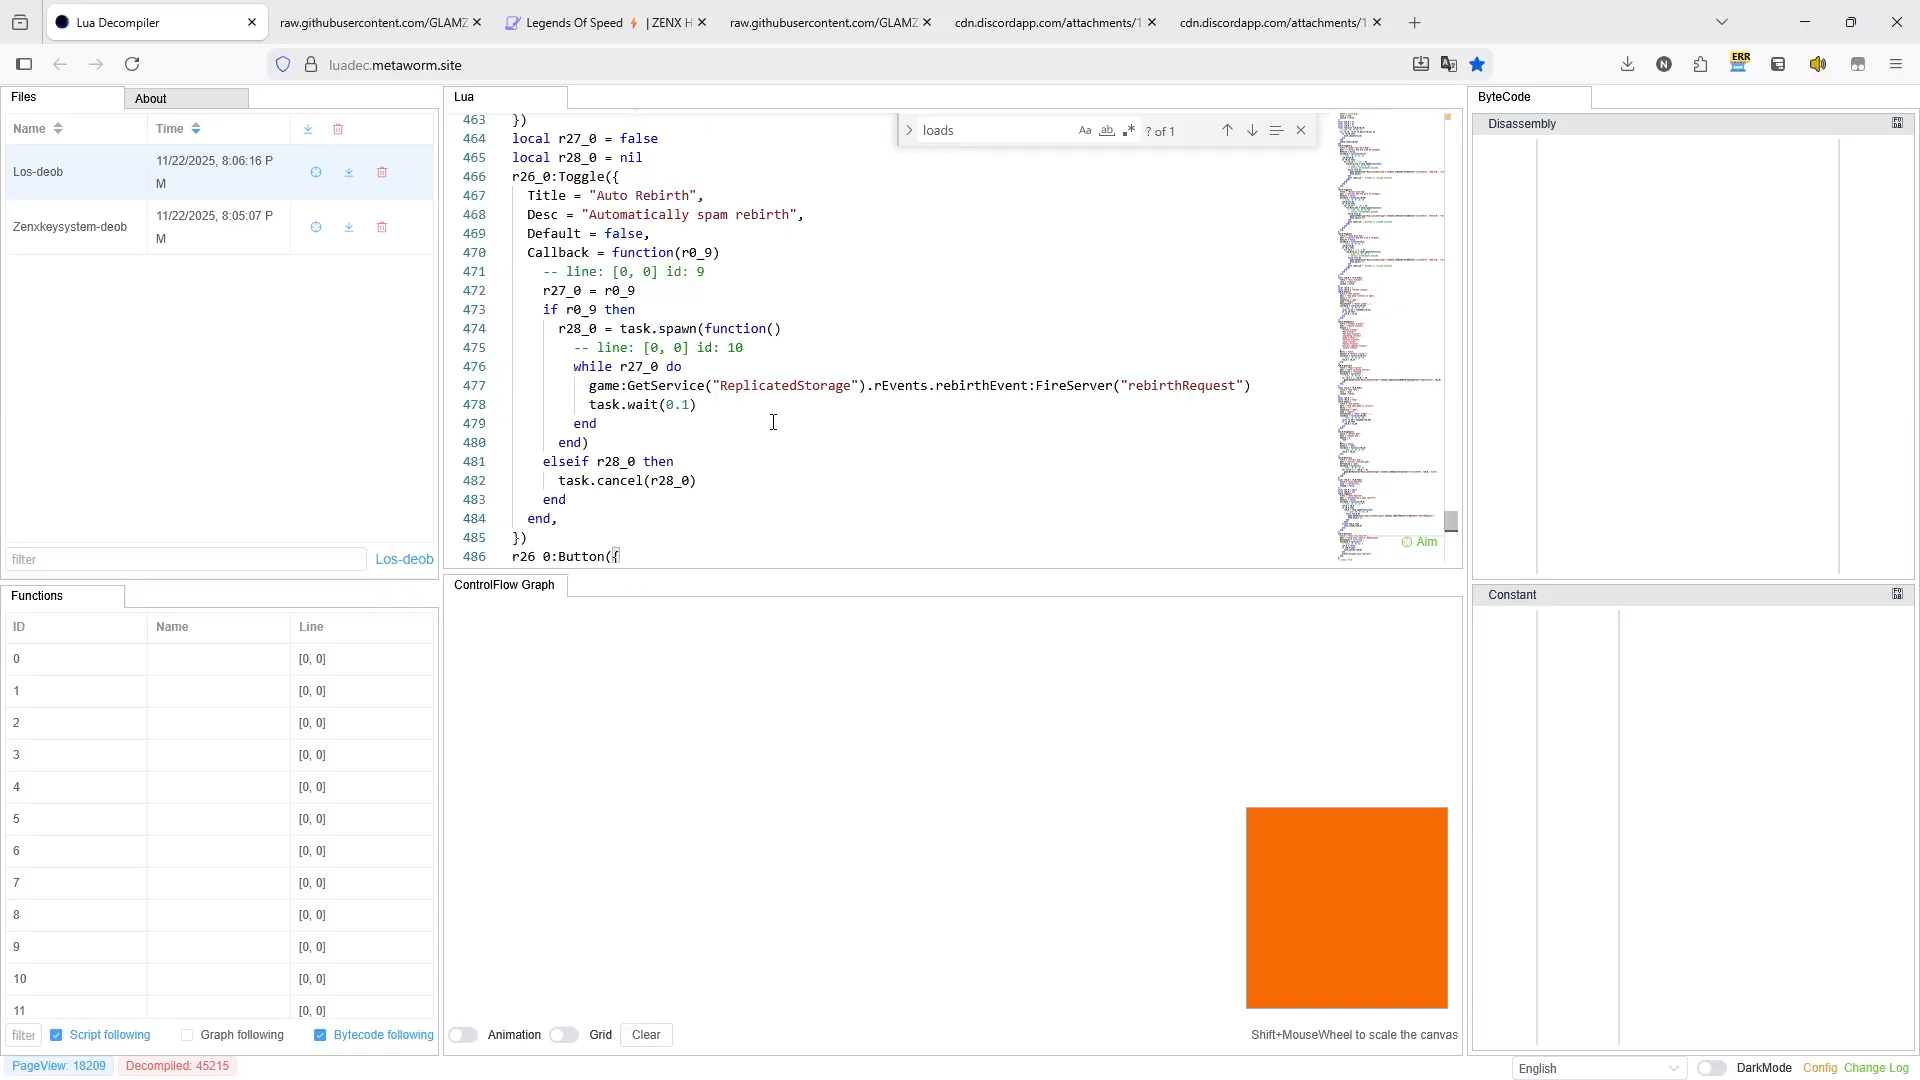 Lua Decompiler
raw.githubusercontent.com/GLAMZ
Legends Of Speed ⚡ | ZENX H
raw.githubusercontent.com/GLAMZ
cdn.discordapp.com/attachments/1
cdn.discordapp.com/attachments/1
luadec.metaworm.site
N
ERR
Files
About
Name
Time
Los-deob
11/22/2025, 8:06:16 P
M
Zenxkeysystem-deob
11/22/2025, 8:05:07 P
M
filter
Los-deob
Lua
loads
Aa
ab
? of 1
463 })
464 local r27_0 = false
465 local r28_0 = nil
466 r26_0:Toggle({
467 Title = "Auto Rebirth",
468 Desc = "Automatically spam rebirth",
469 Default = false,
470 Callback = function(r0_9)
471 -- line: [0, 0] id: 9
472 r27_0 = r0_9
473 if r0_9 then
474 r28_0 = task.spawn(function()
475 -- line: [0, 0] id: 10
476 while r27_0 do
477 game:GetService("ReplicatedStorage").rEvents.rebirthEvent:FireServer("rebirthRequest")
478 task.wait(0.1)
479 end
480 end)
481 elseif r28_0 then
482 task.cancel(r28_0)
483 end
484 end,
485 })
486 r26_0:Button({
Aim
ByteCode
Disassembly
Functions
ID
Name
Line
0 [0, 0]
1 [0, 0]
2 [0, 0]
3 [0, 0]
4 [0, 0]
5 [0, 0]
6 [0, 0]
7 [0, 0]
8 [0, 0]
9 [0, 0]
10 [0, 0]
11 [0, 0]
filter
Script following
Graph following
Bytecode following
ControlFlow Graph
Animation
Grid
Clear
Shift+MouseWheel to scale the canvas
Constant
PageView: 18209
Decompiled: 45215
English
DarkMode
Config
Change Log